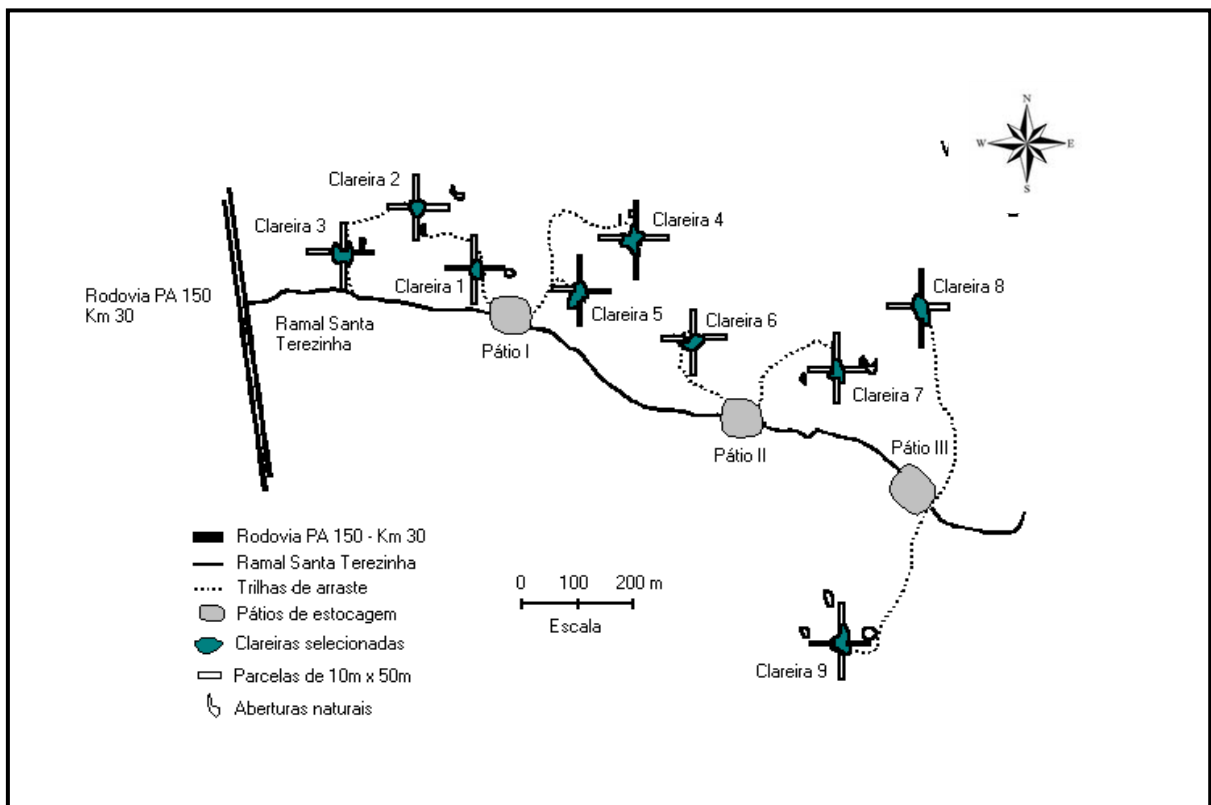 N
W E
S
Clareira 2
Clareira 3
Clareira 4
Clareira 1
Clareira 8
Rodovia PA 150
Km 30
Ramal Santa
Terezinha
Clareira 5
Clareira 6
Pátio I
Clareira 7
Pátio II
Pátio III
Rodovia PA 150 - Km 30
Ramal Santa Terezinha
Trilhas de arraste
Pátios de estocagem
Clareiras selecionadas
Parcelas de 10m x 50m
Aberturas naturais
0 100 200 m
Escala
Clareira 9